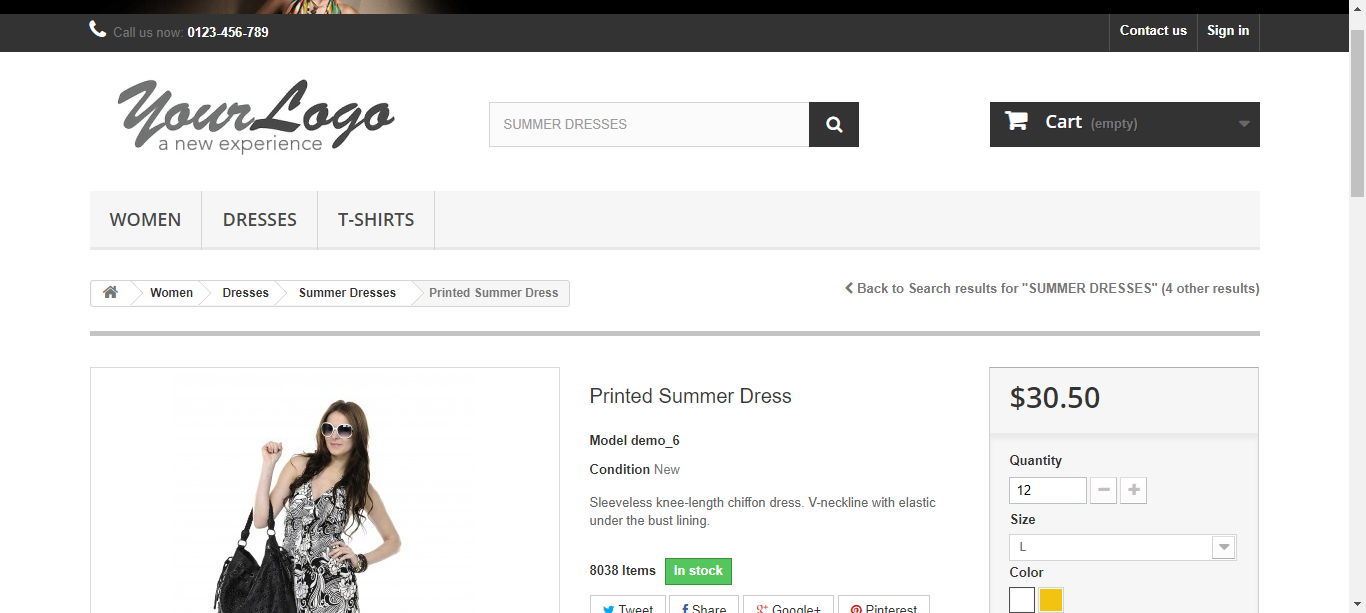 Call us now: 0123-456-789
Contact us
Sign in
Your Logo
a new experience
SUMMER DRESSES
Cart (empty)
WOMEN
DRESSES
T-SHIRTS
Women
Dresses
Summer Dresses
Printed Summer Dress
Back to Search results for "SUMMER DRESSES" (4 other results)
Printed Summer Dress
Model demo_6
Condition New
Sleeveless knee-length chiffon dress. V-neckline with elastic
under the bust lining.
8038 Items In stock
Tweet
Share
Google+
Pinterest
$30.50
Quantity
12
Size
L
Color